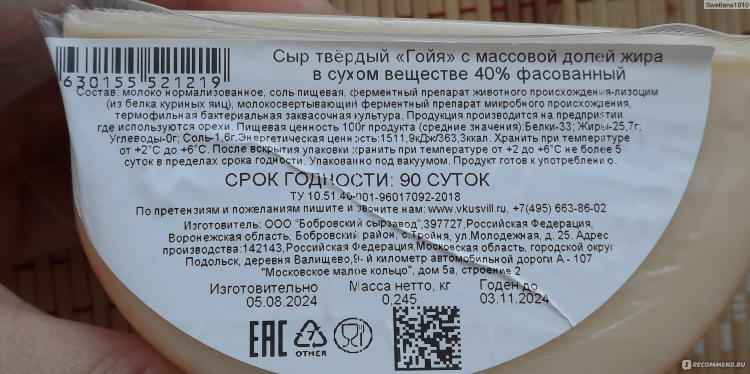 Swetlana1010
Сыр твёрдый «Гойя» с массовой долей жира
в сухом веществе 40% фасованный
630155 521219
Состав: молоко нормализованное, соль пищевая, ферментный препарат животного происхождения-лизоцим
(из белка куриных яиц), молокосвертывающий ферментный препарат микробного происхождения,
термофильная бактериальная заквасочная культура. Продукция производится на предприятии
где используются орехи. Пищевая ценность 100г продукта (средние значения):Белки-33; Жиры-25,7г;
Углеводы-0г; Соль-1,6г.Энергетическая ценность:1511,9кДж/363,3ккал. Хранить при температуре
от +2°С до +6°С. После вскрытия упаковки хранить при температуре от +2 до +6°С не более 5
суток в пределах срока годности. Упаковано под вакуумом. Продукт готов к употреблению.
СРОК ГОДНОСТИ: 90 СУТОК
ТУ 10.51.40-001-96017092-2018
По претензиям и пожеланиям пишите и звоните нам: www.vkusvill.ru, +7(495) 663-86-02
Изготовитель: ООО "Бобровский сырзавод",397727,Российская Федерация,
Воронежская область, Бобровский район, с.Тройня, ул.Молодежная, д.25. Адрес
производства:142143,Российская Федерация,Московская область, городской округ
Подольск, деревня Валищево,9-й километр автомобильной дороги А - 107
"Московское малое кольцо", дом 5а, строение 2
Изготовительно Масса нетто, кг Годен до
05.08.2024 0,245 03.11.2024
EAC 7 OTHER
IRECOMMEND.RU